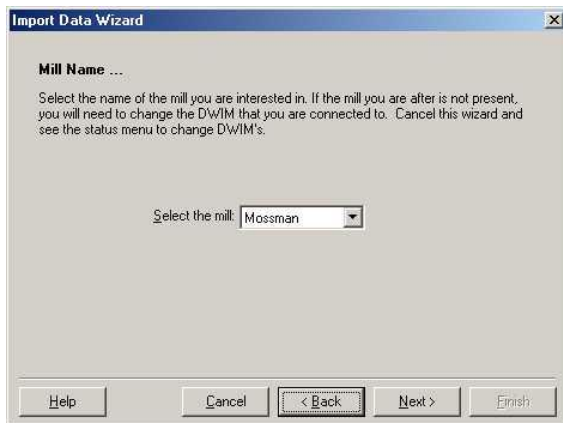 Import Data Wizard
Mill Name ...
Select the name of the mill you are interested in. If the mill you are after is not present,
you will need to change the DWIM that you are connected to. Cancel this wizard and
see the status menu to change DWIM's.
Select the mill: Mossman
Help Cancel < Back Next > Finish